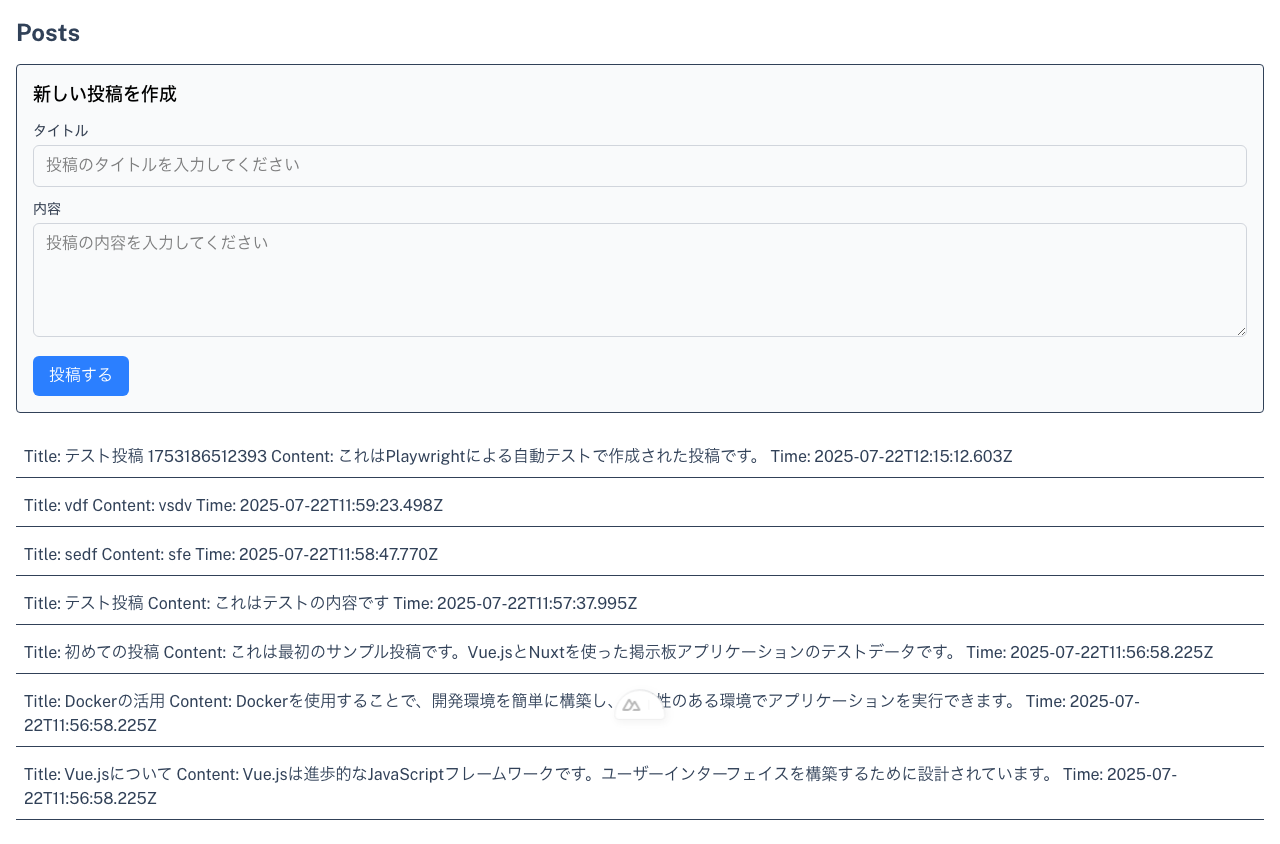 Posts
新しい投稿を作成
タイトル
投稿のタイトルを入力してください
内容
投稿の内容を入力してください
投稿する
Title: テスト投稿 1753186512393 Content: これはPlaywrightによる自動テストで作成された投稿です。 Time: 2025-07-22T12:15:12.603Z
Title: vdf Content: vsdv Time: 2025-07-22T11:59:23.498Z
Title: sedf Content: sfe Time: 2025-07-22T11:58:47.770Z
Title: テスト投稿 Content: これはテストの内容です Time: 2025-07-22T11:57:37.995Z
Title: 初めての投稿 Content: これは最初のサンプル投稿です。Vue.jsとNuxtを使った掲示板アプリケーションのテストデータです。 Time: 2025-07-22T11:56:58.225Z
Title: Dockerの活用 Content: Dockerを使用することで、開発環境を簡単に構築し、性のある環境でアプリケーションを実行できます。 Time: 2025-07-
22T11:56:58.225Z
Title: Vue.jsについて Content: Vue.jsは進歩的なJavaScriptフレームワークです。ユーザーインターフェイスを構築するために設計されています。 Time: 2025-07-
22T11:56:58.225Z